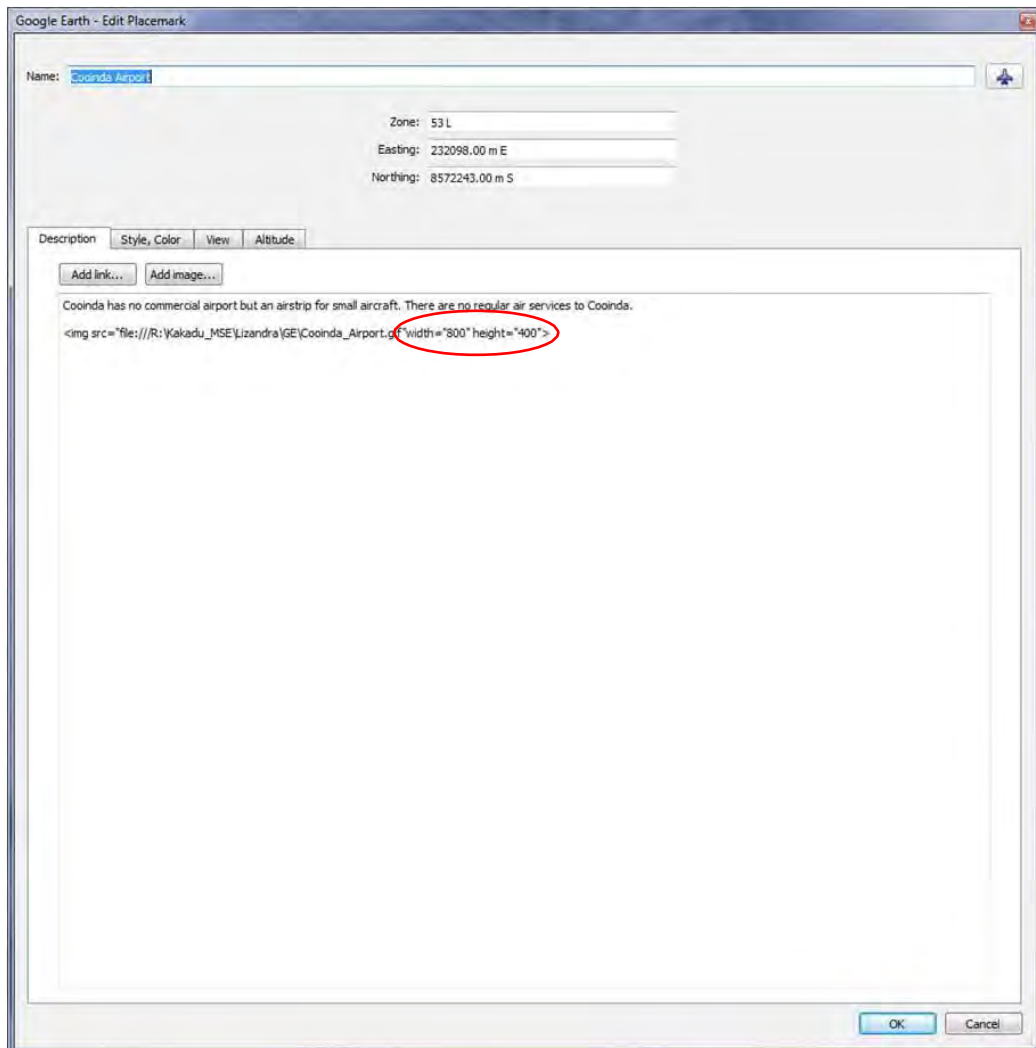 Google Earth - Edit Placemark
Name: Cooinda Airport
Zone: 53 L
Easting: 232098.00 m E
Northing: 8572243.00 m S
Description Style, Color View Altitude
Add link... Add image...
Cooinda has no commercial airport but an airstrip for small aircraft. There are no regular air services to Cooinda.
<img src="file:///R:\Kakadu_MSE\Lizandra\GE\Cooinda_Airport.gif"width="800" height="400">
OK Cancel